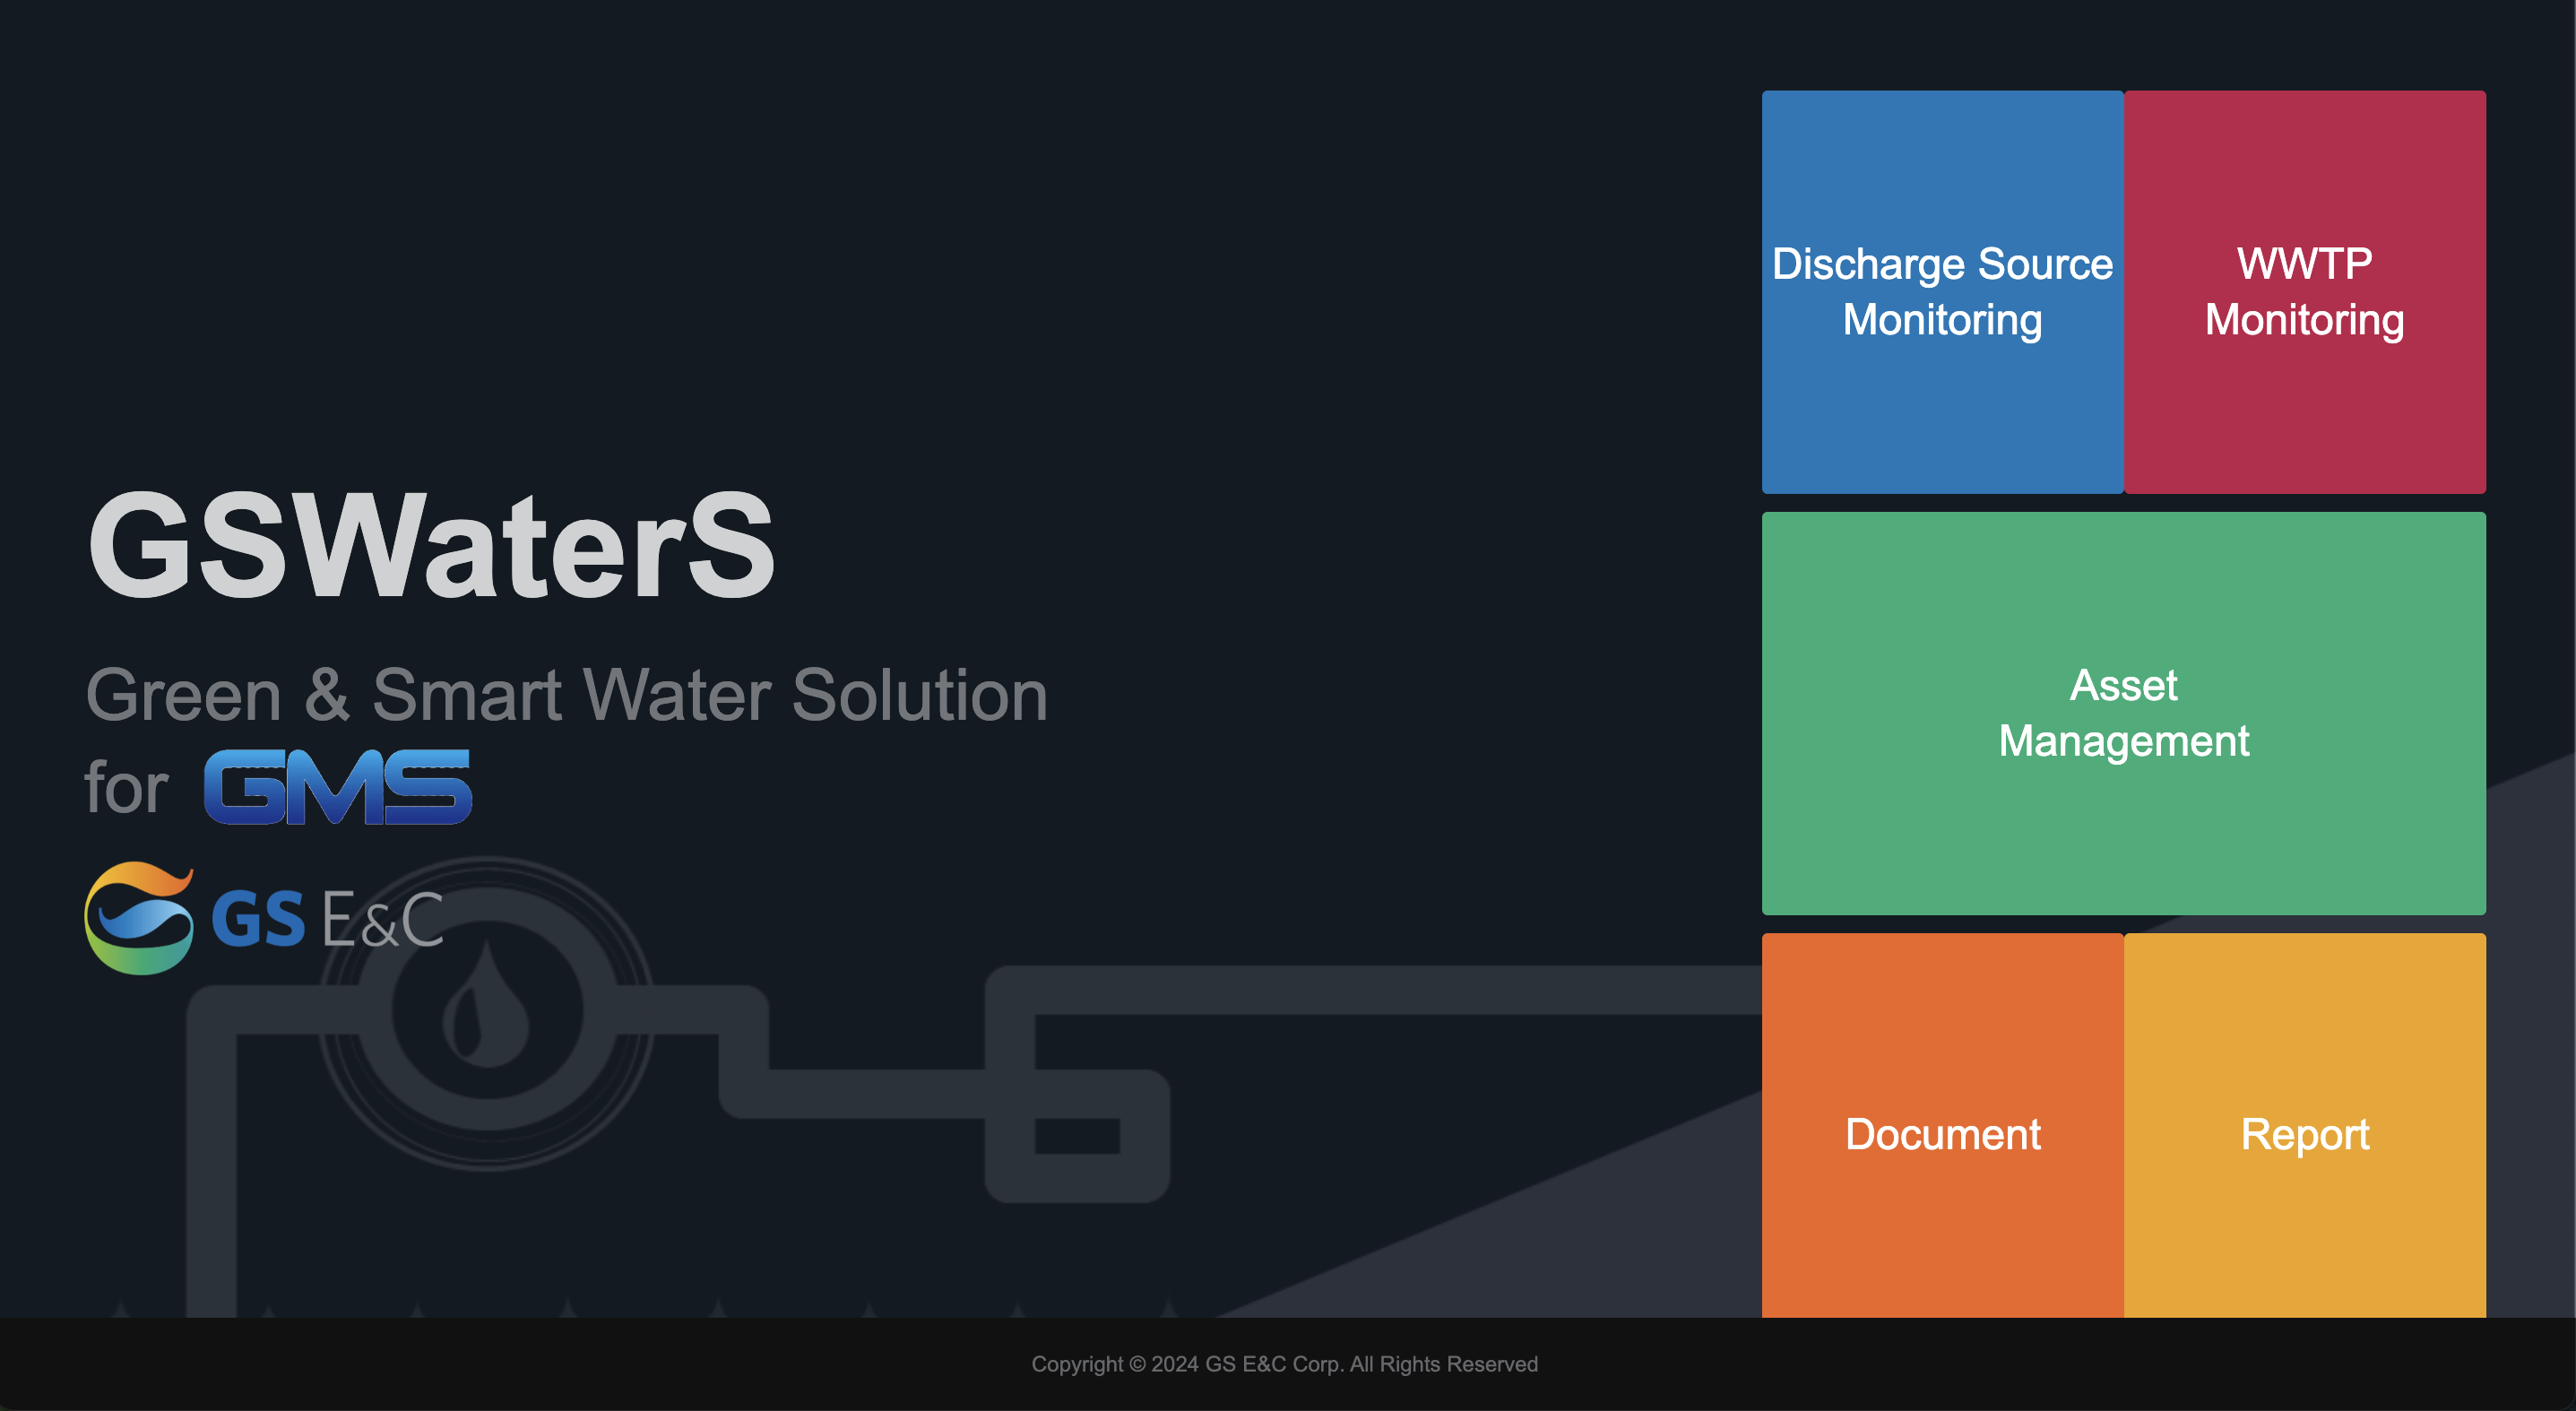 GSWaterS
Green & Smart Water Solution
for GMS
GS E&C
Discharge Source
Monitoring
WWTP
Monitoring
Asset
Management
Document
Report
Copyright © 2024 GS E&C Corp. All Rights Reserved